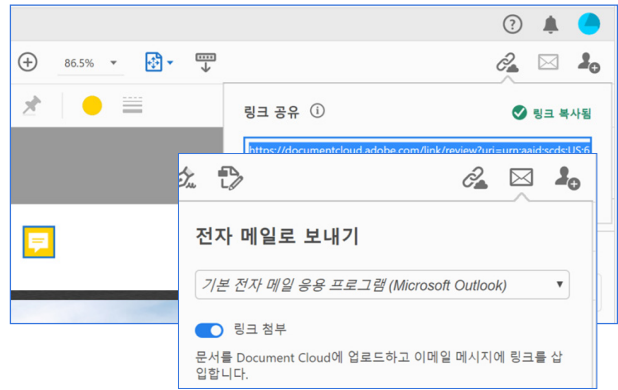 86.5%
링크 공유
링크 복사됨
https://documentcloud.adobe.com/link/review?uri=urn:aaid:scds:US:6
전자 메일로 보내기
기본 전자 메일 응용 프로그램 (Microsoft Outlook)
링크 첨부
문서를 Document Cloud에 업로드하고 이메일 메시지에 링크를 삽
입합니다.